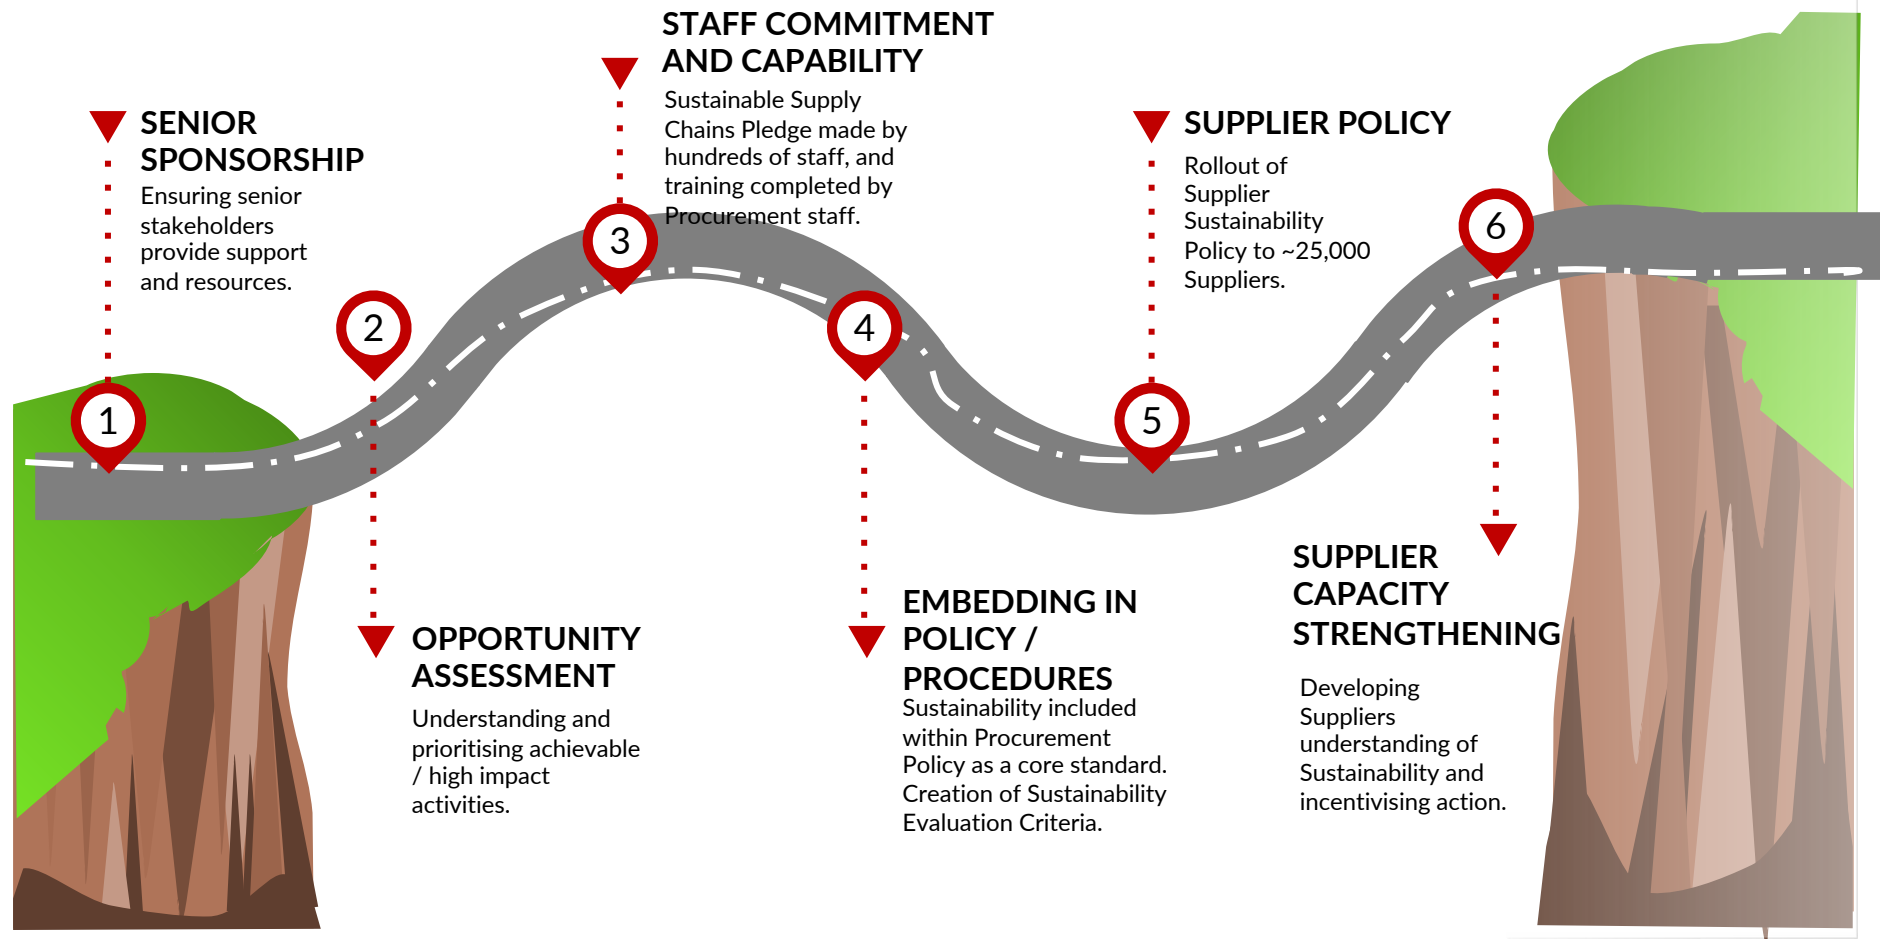 1
SENIOR
SPONSORSHIP
Ensuring senior
stakeholders
provide support
and resources.
2
OPPORTUNITY
ASSESSMENT
Understanding and
prioritising achievable
/ high impact
activities.
3
STAFF COMMITMENT
AND CAPABILITY
Sustainable Supply
Chains Pledge made by
hundreds of staff, and
training completed by
Procurement staff.
4
EMBEDDING IN
POLICY /
PROCEDURES
Sustainability included
within Procurement
Policy as a core standard.
Creation of Sustainability
Evaluation Criteria.
5
SUPPLIER POLICY
Rollout of
Supplier
Sustainability
Policy to ~25,000
Suppliers.
6
SUPPLIER
CAPACITY
STRENGTHENING
Developing
Suppliers
understanding of
Sustainability and
incentivising action.